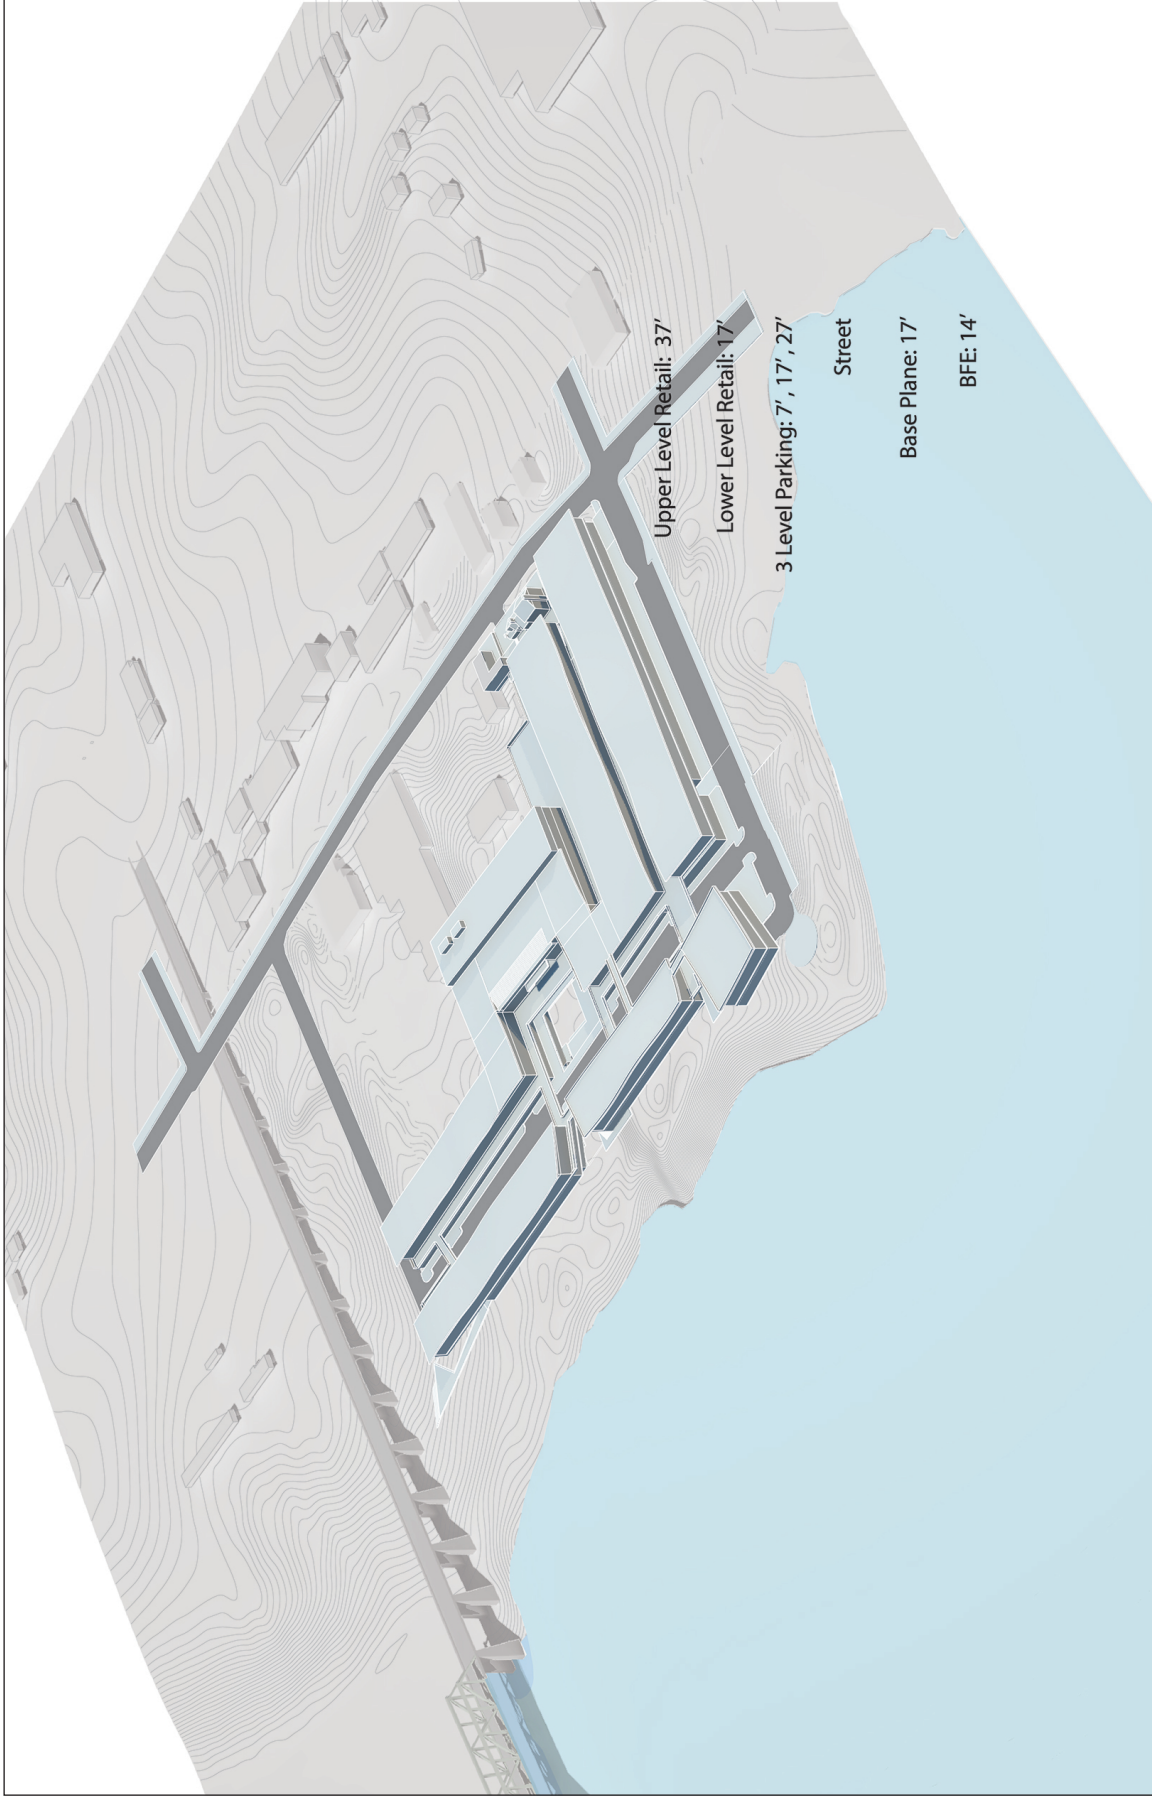 Upper Level Retail: 37’
Lower Level Retail: 17’
3 Level Parking: 7’, 17’, 27’
Street
Base Plane: 17’
BFE: 14’